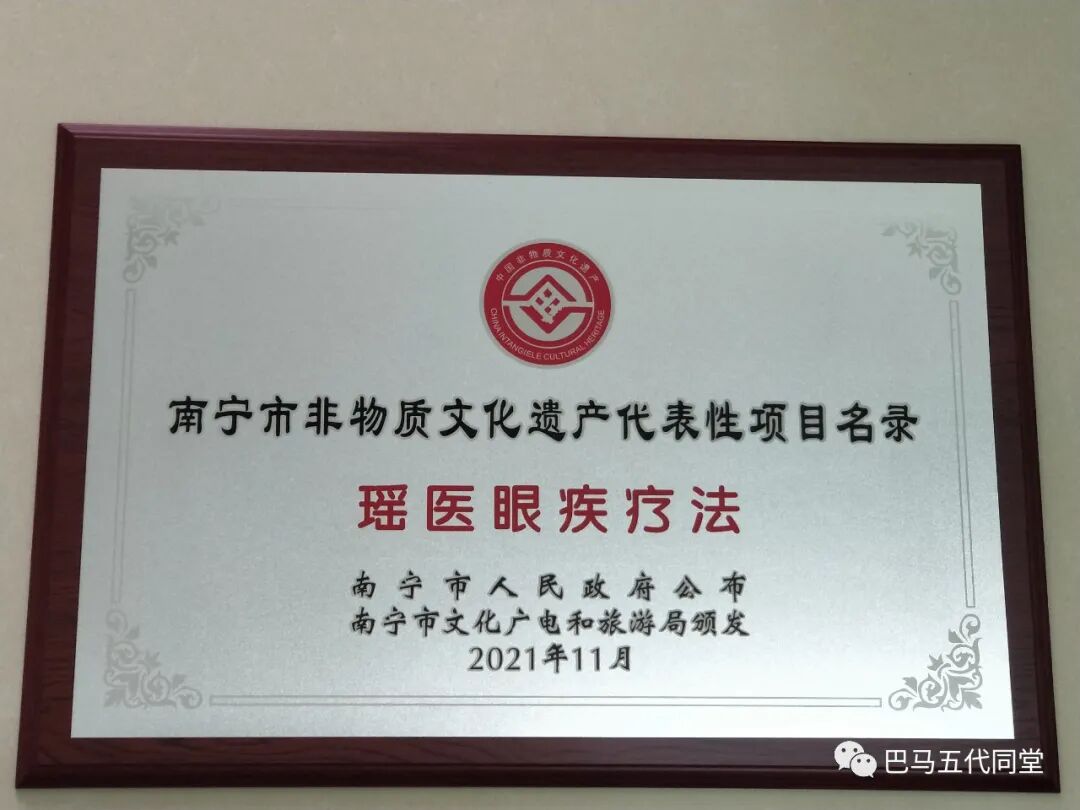 中国非物质文化遗产
CHINA INTANGIELE CULTURAL HERITAGE
南宁市非物质文化遗产代表性项目名录
瑶医眼疾疗法
南宁市人民政府公布
南宁市文化广电和旅游局颁发
2021年11月
巴马五代同堂